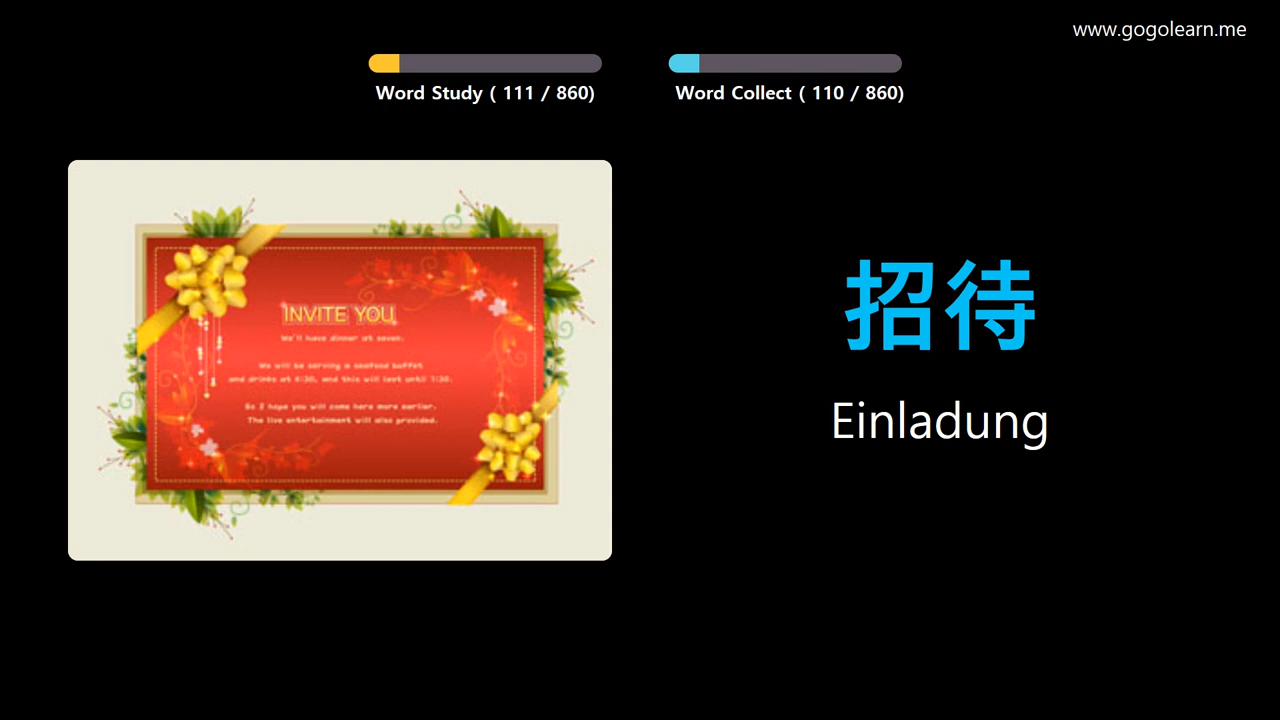 www.gogolearn.me
Word Study ( 111 / 860)
Word Collect ( 110 / 860)
INVITE YOU
We'll have dinner at seven.
We will be serving a seafood buffet
and drinks at 6:30, and this will last until 1:30.
So I hope you will come here more earlier.
The live entertainment will also provided.
招待
Einladung